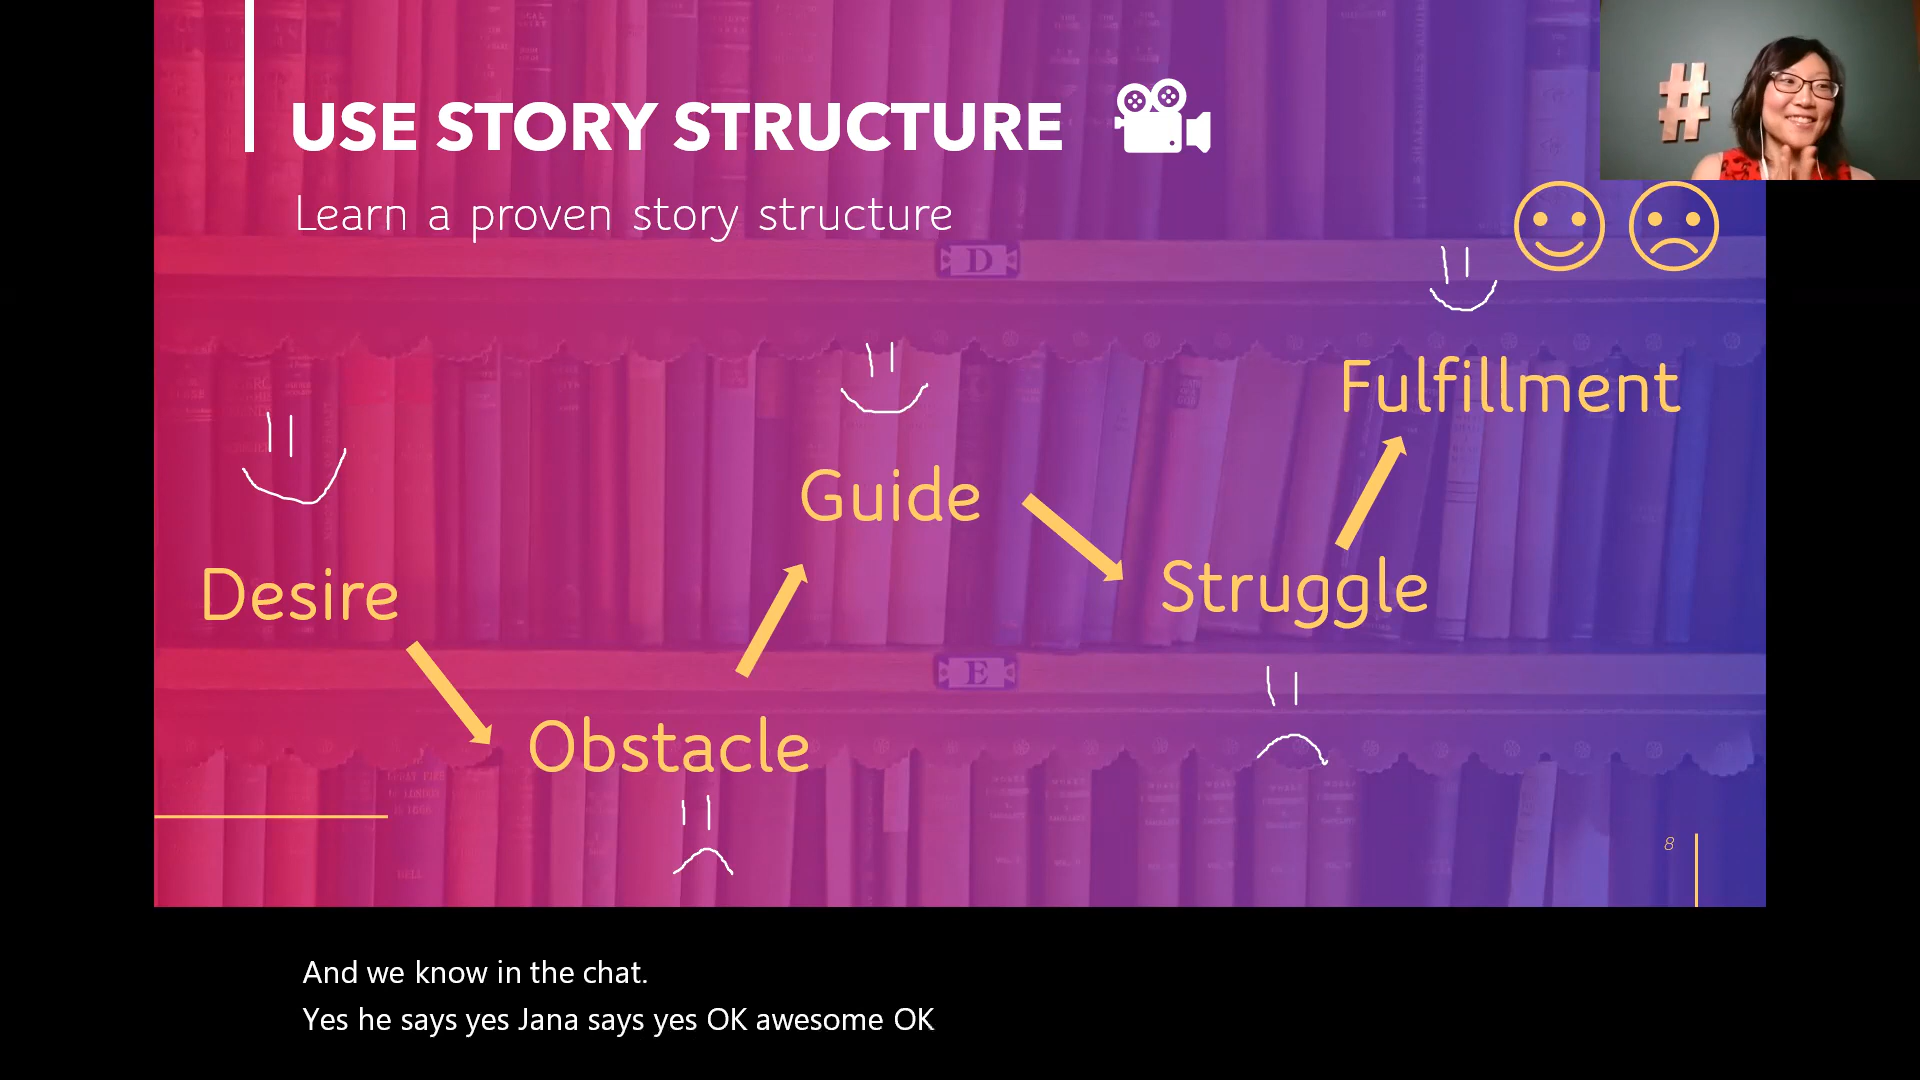 USE STORY STRUCTURE
Learn a proven story structure
D
Fulfillment
Guide
Desire
Struggle
E
Obstacle
8
#
And we know in the chat.
Yes he says yes Jana says yes OK awesome OK